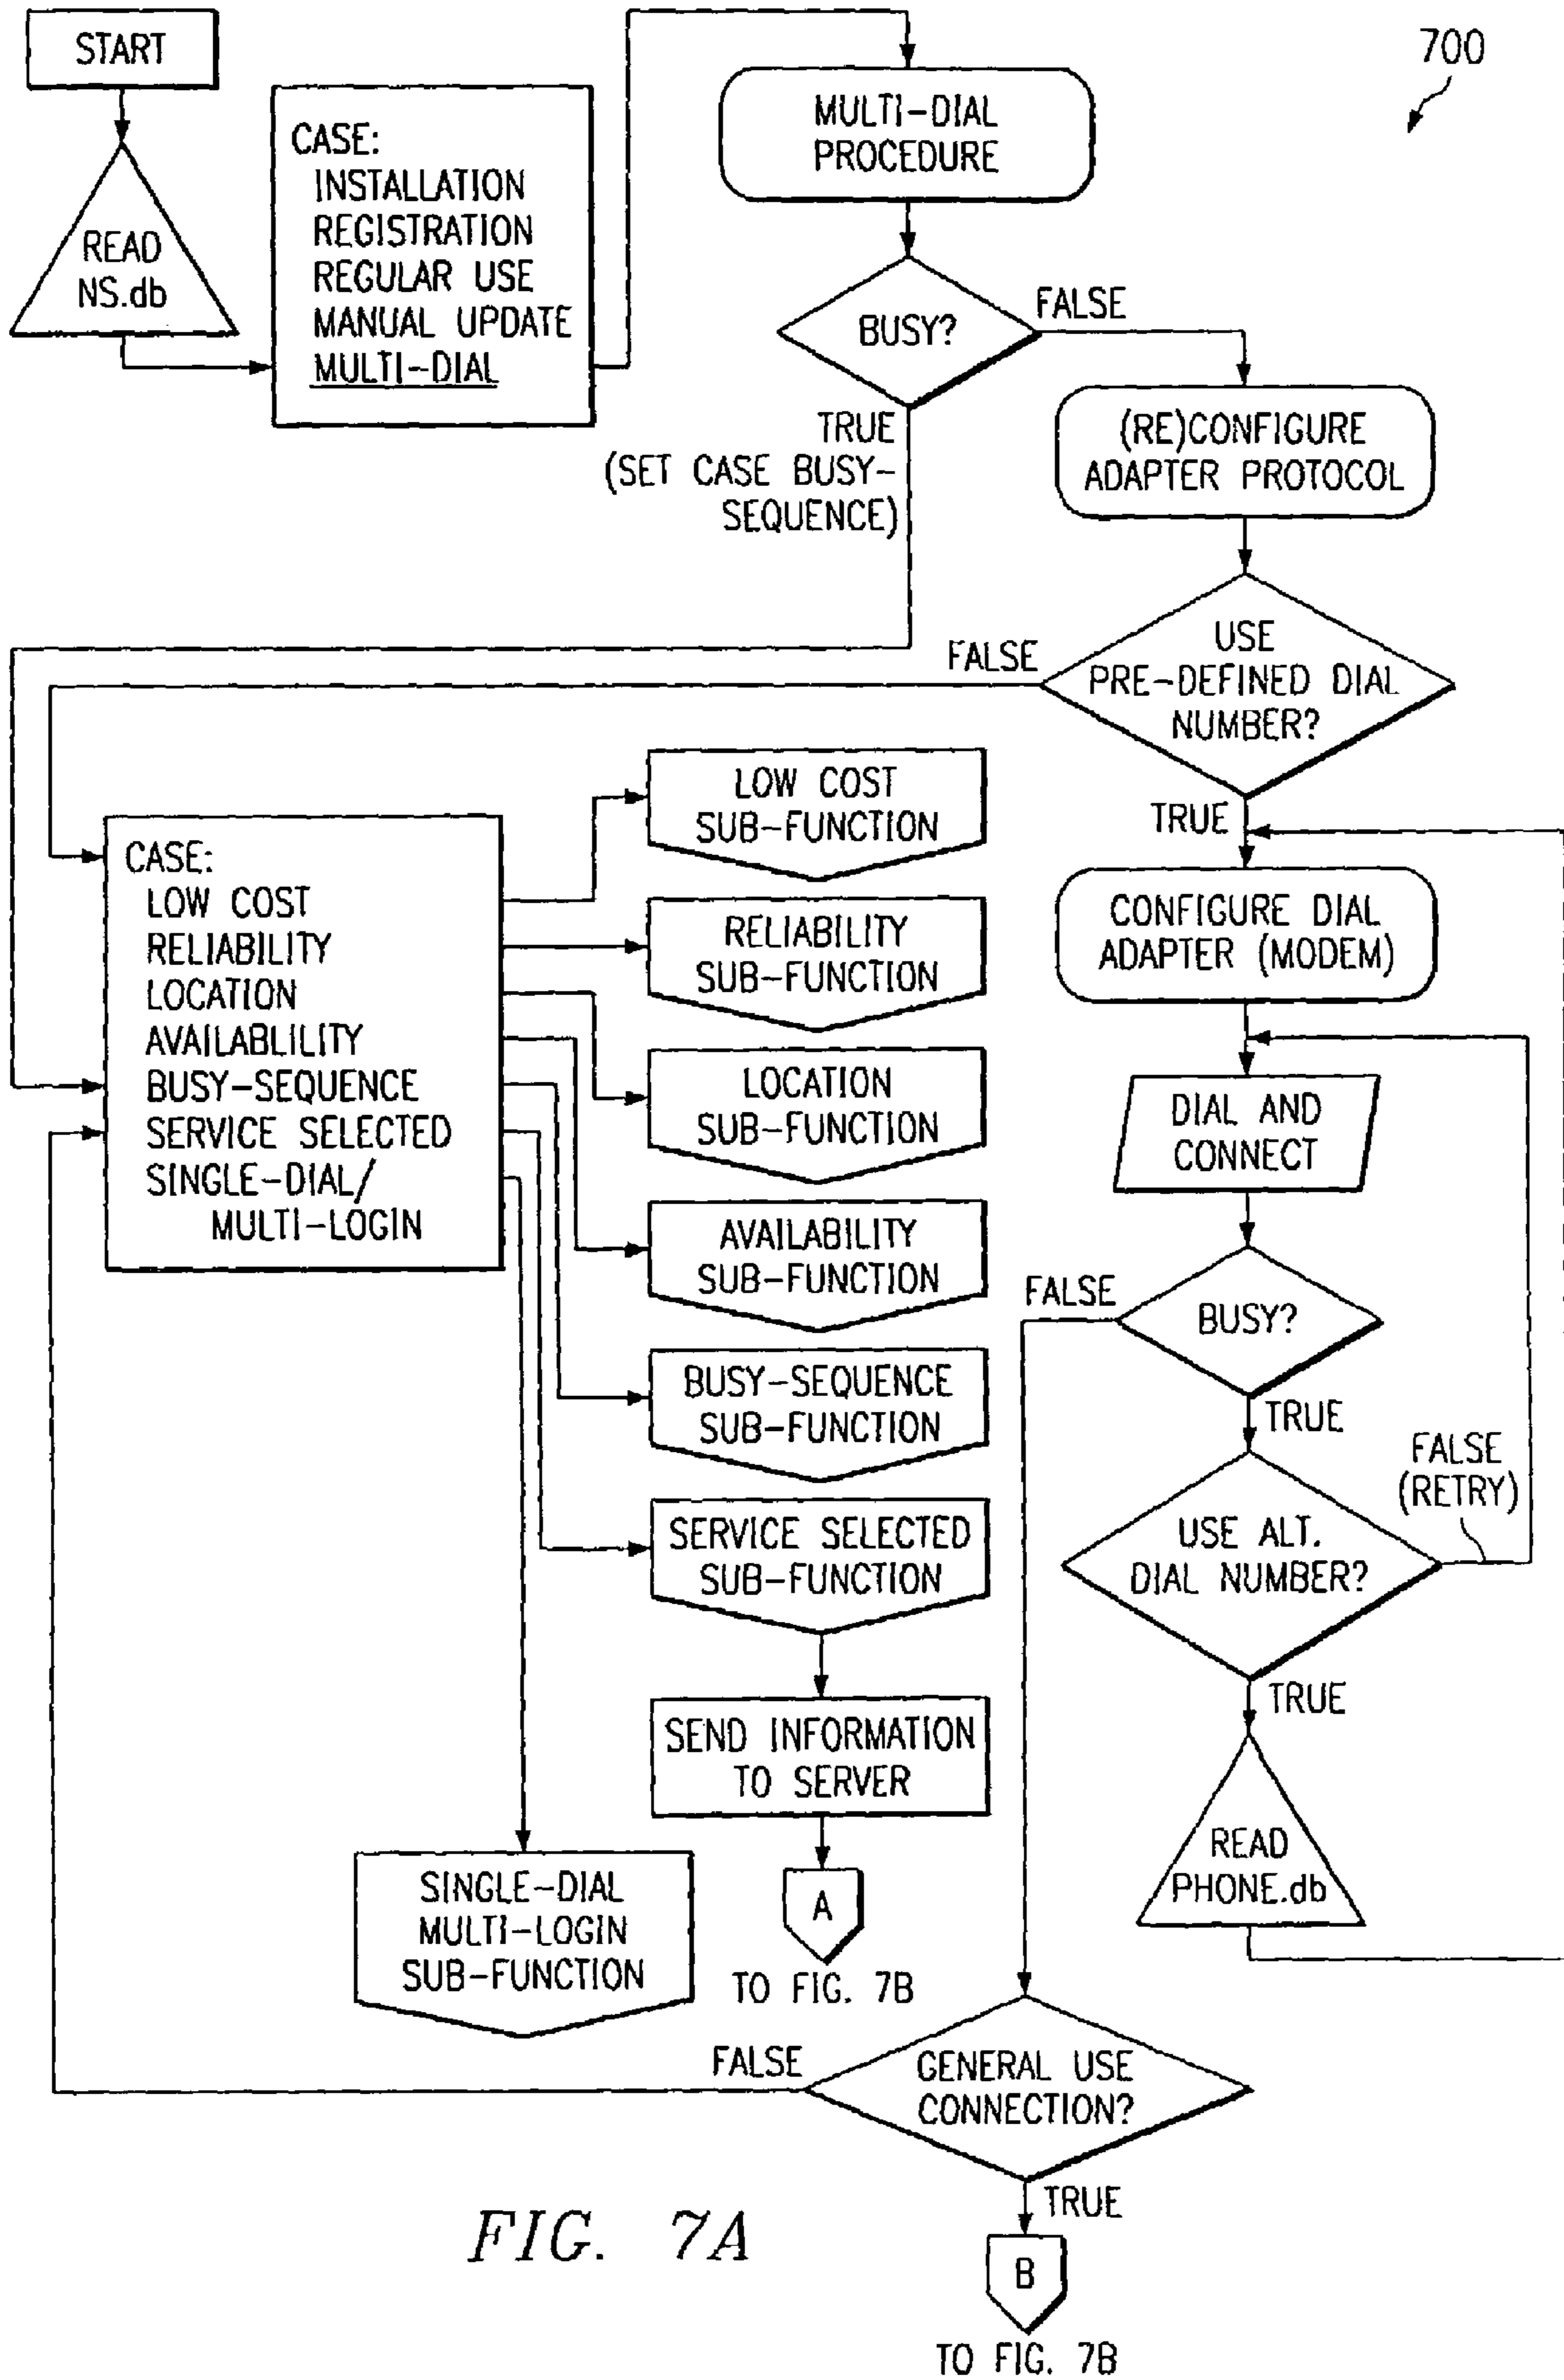 START
700
MULTI-DIAL
PROCEDURE
CASE:
INSTALLATION
REGISTRATION
REGULAR USE
MANUAL UPDATE
MULTI-DIAL
READ
NS.db
BUSY?
FALSE
TRUE
(SET CASE BUSY-
SEQUENCE)
(RE)CONFIGURE
ADAPTER PROTOCOL
USE
PRE-DEFINED DIAL
NUMBER?
FALSE
TRUE
CASE:
LOW COST
RELIABILITY
LOCATION
AVAILABLILITY
BUSY-SEQUENCE
SERVICE SELECTED
SINGLE-DIAL/
MULTI-LOGIN
LOW COST
SUB-FUNCTION
RELIABILITY
SUB-FUNCTION
LOCATION
SUB-FUNCTION
AVAILABILITY
SUB-FUNCTION
BUSY-SEQUENCE
SUB-FUNCTION
SERVICE SELECTED
SUB-FUNCTION
SEND INFORMATION
TO SERVER
A
TO FIG. 7B
SINGLE-DIAL
MULTI-LOGIN
SUB-FUNCTION
CONFIGURE DIAL
ADAPTER (MODEM)
DIAL AND
CONNECT
BUSY?
FALSE
TRUE
USE ALT.
DIAL NUMBER?
FALSE
(RETRY)
TRUE
READ
PHONE.db
GENERAL USE
CONNECTION?
FALSE
TRUE
B
TO FIG. 7B
FIG. 7A